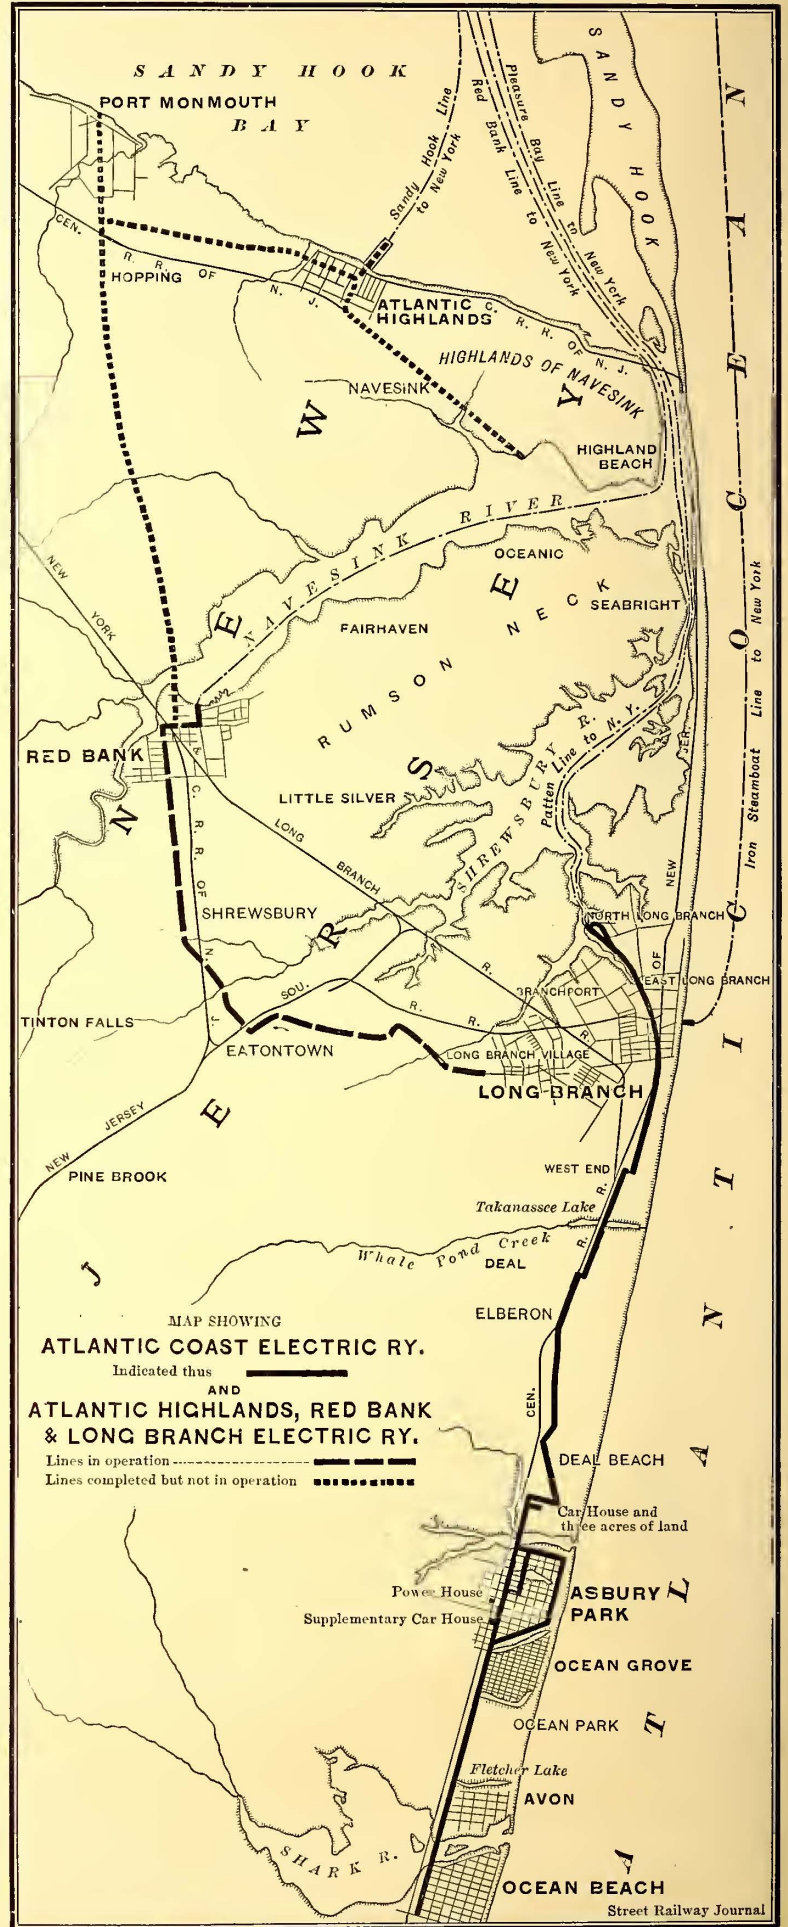 SANDY HOOK
PORT MONMOUTH
BAY
Sandy Hook Line
to New York
Pleasure Bay Line to New York
Red Bank Line to New York
SANDY HOOK
CEN. R. R. OF N. J.
HOPPING
ATLANTIC
HIGHLANDS
C. R. R. OF N. J.
HIGHLANDS OF NAVESINK
NAVESINK
HIGHLAND
BEACH
NAVESINK RIVER
OCEANIC
SEABRIGHT
FAIRHAVEN
RUMSON NECK
NEW YORK & LONG BRANCH R. R.
RED BANK
C. R. R. OF N. J.
LITTLE SILVER
SHREWSBURY R.
Patten Line to N. Y.
Iron Steamboat Line to New York
SHREWSBURY
NORTH LONG BRANCH
EAST LONG BRANCH
BRANCHPORT
TINTON FALLS
EATONTOWN
LONG BRANCH VILLAGE
LONG BRANCH
NEW JERSEY SOU. R. R.
CEN. R. R. OF NEW JER.
PINE BROOK
WEST END
Takanassee Lake
Whale Pond Creek
DEAL
ELBERON
NEW JERSEY
ATLANTIC OCEAN
MAP SHOWING
ATLANTIC COAST ELECTRIC RY.
Indicated thus
AND
ATLANTIC HIGHLANDS, RED BANK
& LONG BRANCH ELECTRIC RY.
Lines in operation
Lines completed but not in operation
DEAL BEACH
Car House and
three acres of land
Power House
Supplementary Car House
ASBURY
PARK
OCEAN GROVE
OCEAN PARK
Fletcher Lake
AVON
SHARK R.
OCEAN BEACH
Street Railway Journal